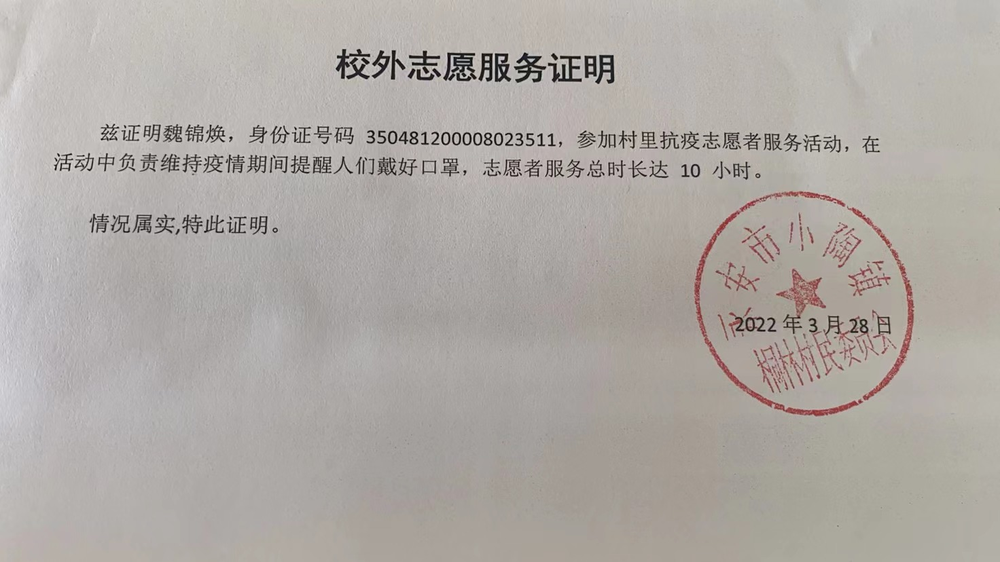 校外志愿服务证明
兹证明魏锦焕，身份证号码 350481200008023511，参加村里抗疫志愿者服务活动，在
活动中负责维持疫情期间提醒人们戴好口罩，志愿者服务总时长达 10 小时。
情况属实,特此证明。
安市小陶镇
2022 年 3 月 28 日
桐林村民委员会